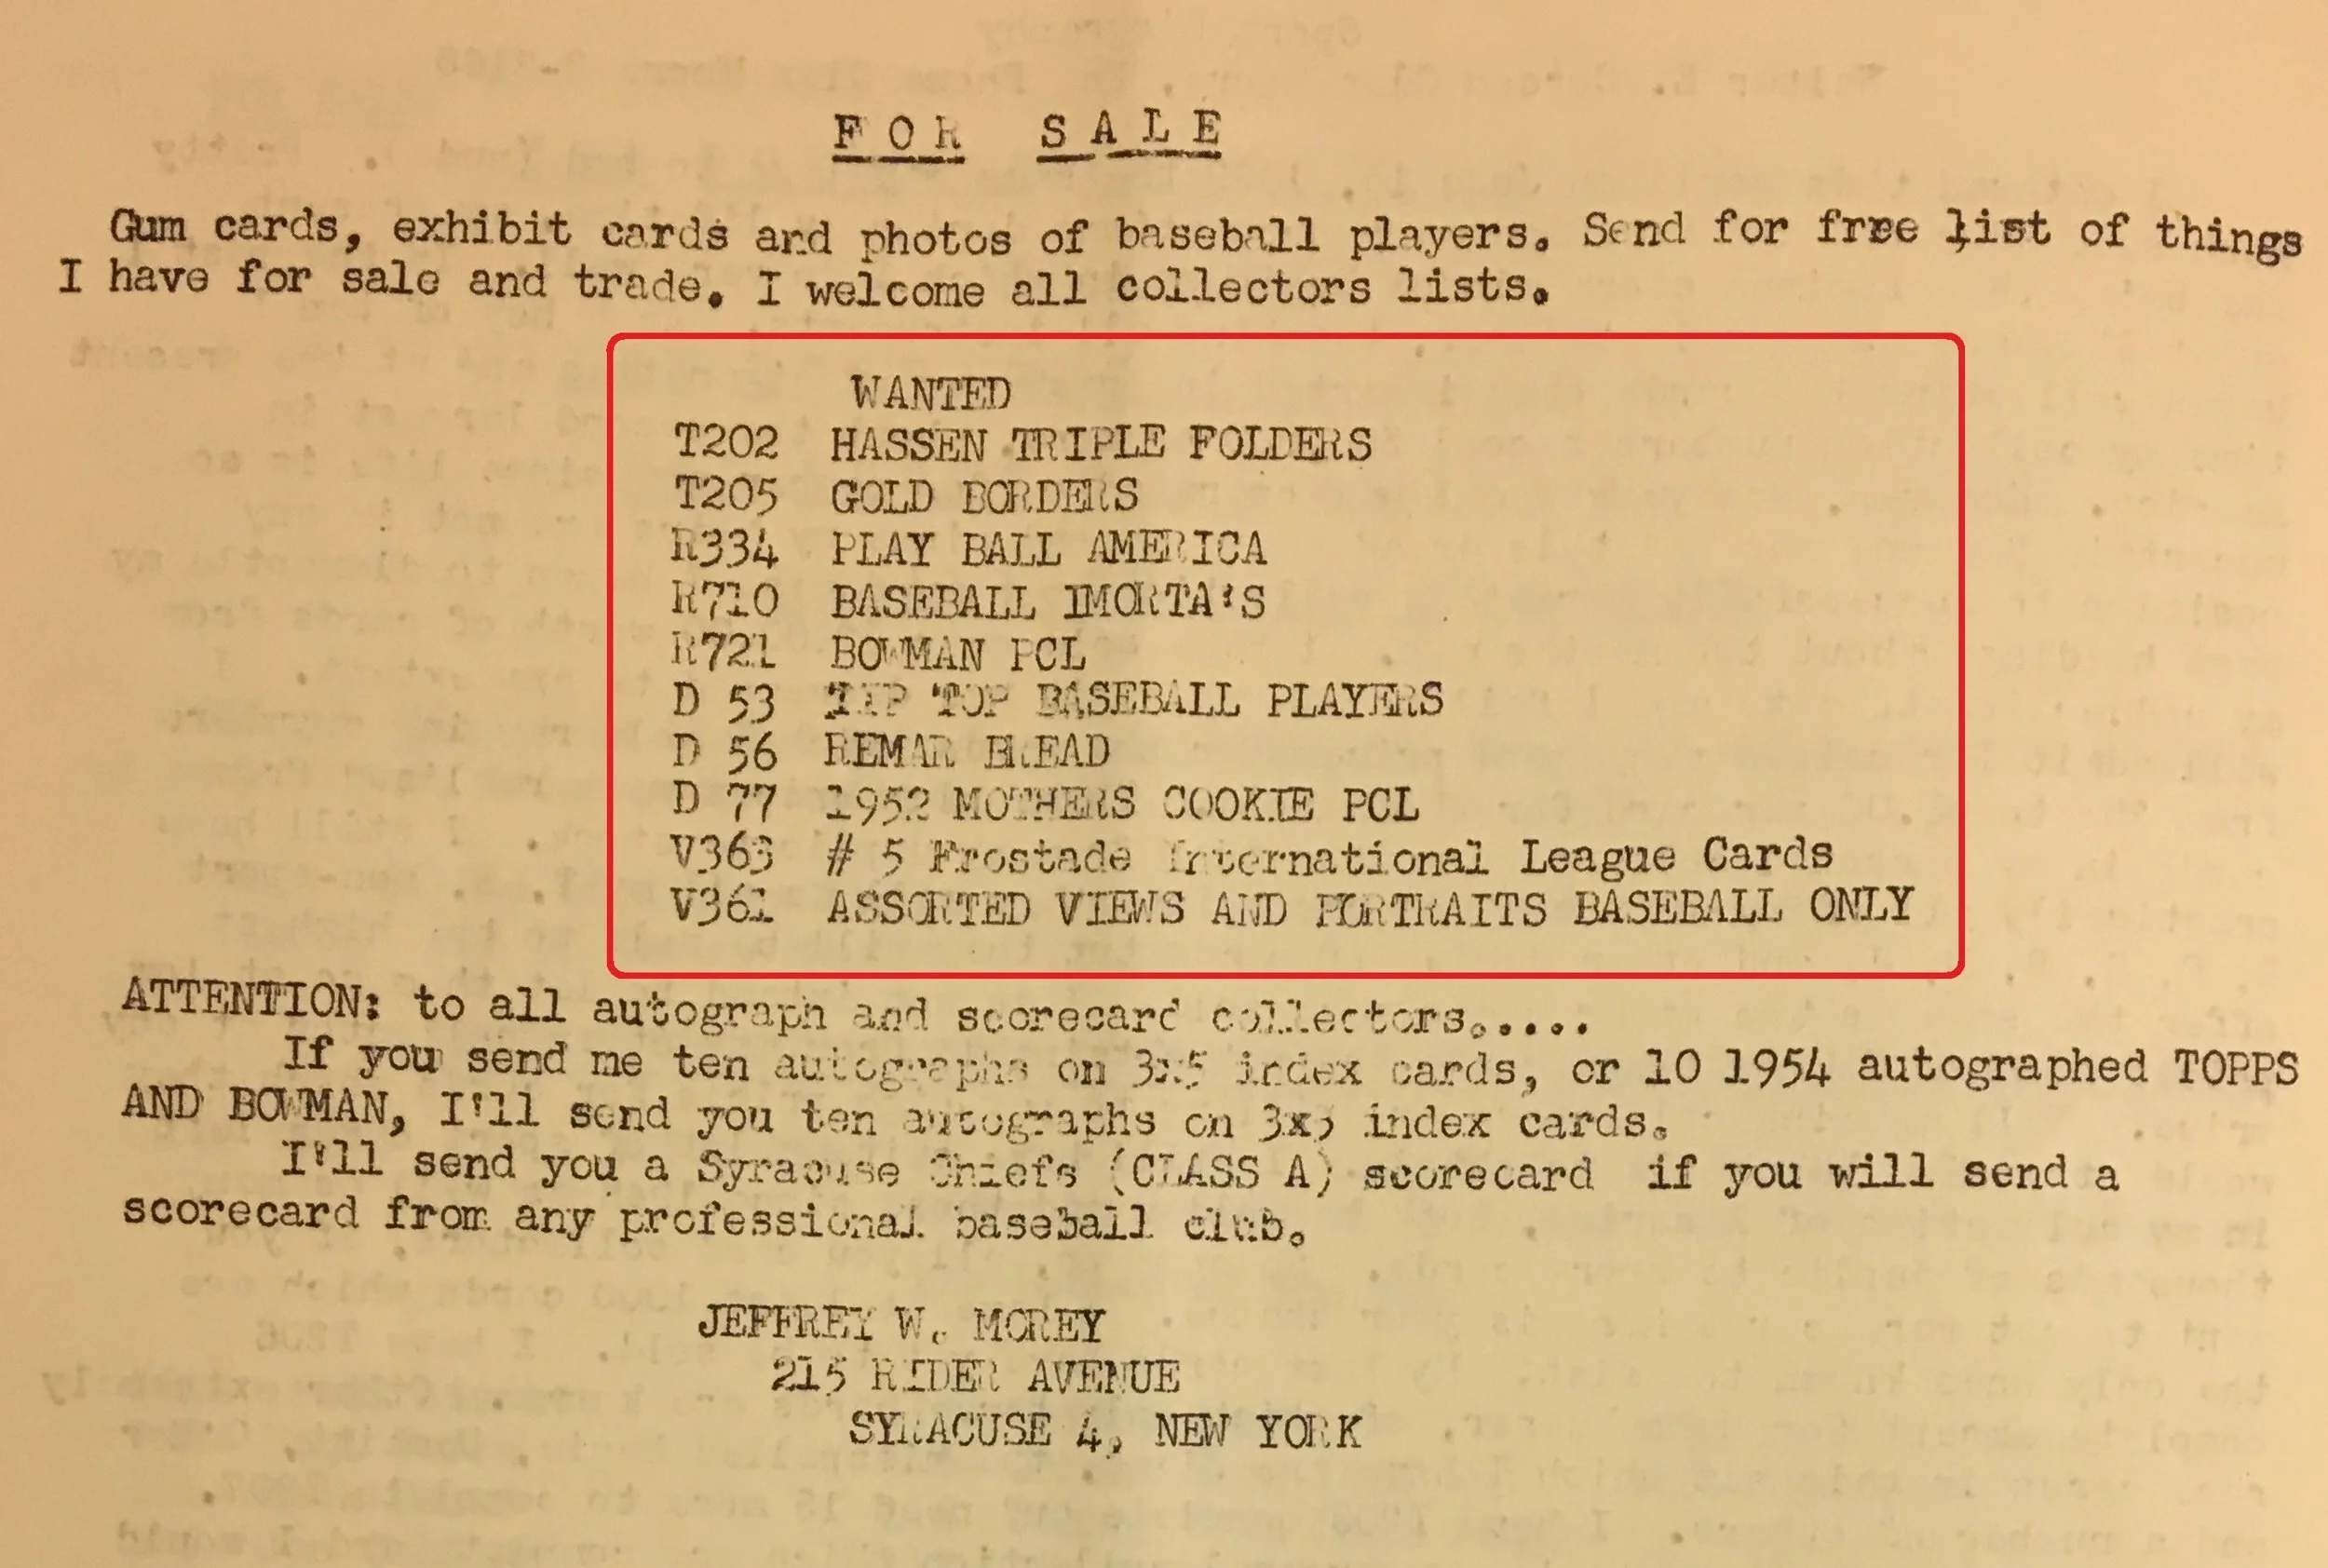 FOR SALE
Gum cards, exhibit cards and photos of baseball players. Send for free list of things
I have for sale and trade. I welcome all collectors lists.
WANTED
T202 HASSEN TRIPLE FOLDERS
T205 GOLD BORDERS
R334 PLAY BALL AMERICA
R710 BASEBALL IMORTA'S
R721 BOWMAN PCL
D 53 TIP TOP BASEBALL PLAYERS
D 56 REMAR BREAD
D 77 1952 MOTHERS COOKIE PCL
V363 # 5 Frostade International League Cards
V361 ASSORTED VIEWS AND PORTRAITS BASEBALL ONLY
ATTENTION: to all autograph and scorecard collectors.....
If you send me ten autographs on 3x5 index cards, or 10 1954 autographed TOPPS
AND BOWMAN, I'll send you ten autographs on 3x5 index cards.
I'll send you a Syracuse Chiefs (CLASS A) scorecard if you will send a
scorecard from any professional baseball club.
JEFFREY W. MOREY
215 RIDER AVENUE
SYRACUSE 4, NEW YORK